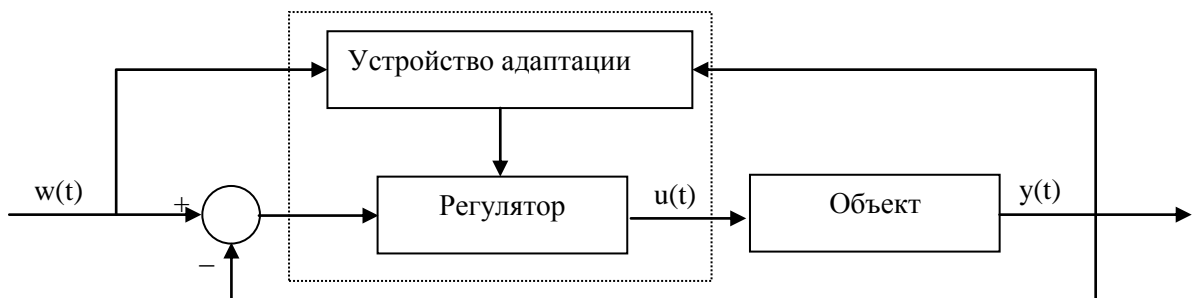 Устройство адаптации
w(t)
+
Регулятор
u(t)
Объект
y(t)
–